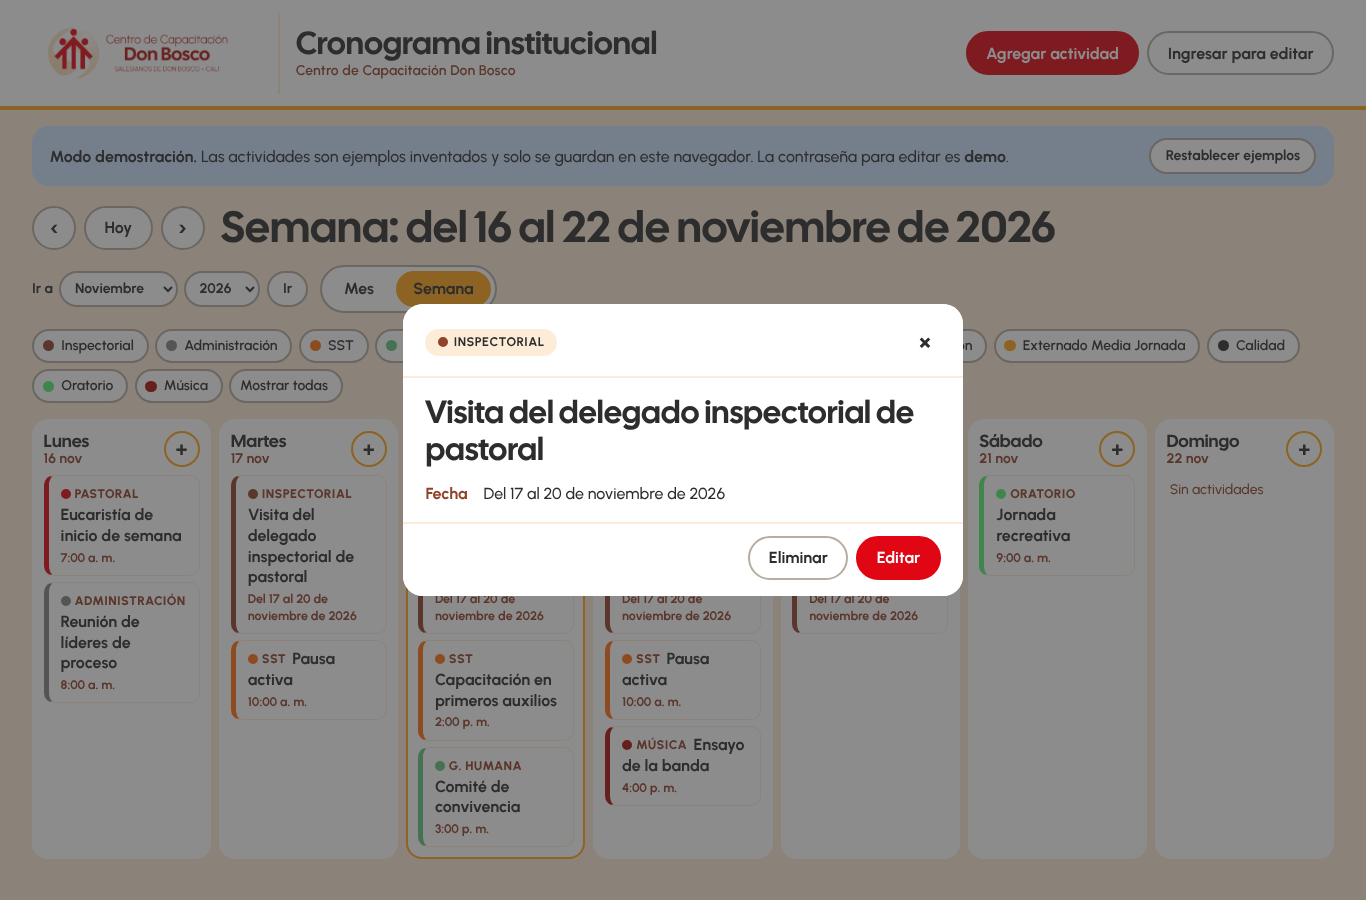 Centro de Capacitación
Don Bosco
SALESIANOS DE DON BOSCO • CALI
Cronograma institucional
Centro de Capacitación Don Bosco
Agregar actividad
Ingresar para editar
Modo demostración. Las actividades son ejemplos inventados y solo se guardan en este navegador. La contraseña para editar es demo.
Restablecer ejemplos
‹ Hoy › Semana: del 16 al 22 de noviembre de 2026
Ir a Noviembre 2026 Ir Mes Semana
Inspectorial Administración SST Externado Media Jornada Calidad
Oratorio Música Mostrar todas
INSPECTORIAL
×
Visita del delegado inspectorial de
pastoral
Fecha Del 17 al 20 de noviembre de 2026
Eliminar Editar
Lunes
16 nov
+
PASTORAL
Eucaristía de
inicio de semana
7:00 a. m.
ADMINISTRACIÓN
Reunión de
líderes de
proceso
8:00 a. m.
Martes
17 nov
+
INSPECTORIAL
Visita del
delegado
inspectorial de
pastoral
Del 17 al 20 de
noviembre de 2026
SST Pausa
activa
10:00 a. m.
Del 17 al 20 de
noviembre de 2026
SST
Capacitación en
primeros auxilios
2:00 p. m.
G. HUMANA
Comité de
convivencia
3:00 p. m.
Del 17 al 20 de
noviembre de 2026
SST Pausa
activa
10:00 a. m.
MÚSICA Ensayo
de la banda
4:00 p. m.
Del 17 al 20 de
noviembre de 2026
Sábado
21 nov
+
ORATORIO
Jornada
recreativa
9:00 a. m.
Domingo
22 nov
+
Sin actividades